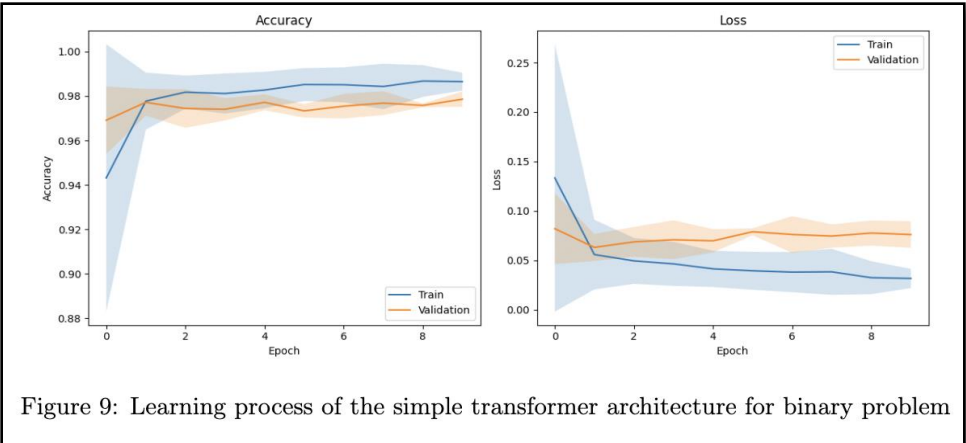 Accuracy
1.00
0.98
0.96
0.94
0.92
0.90
0.88
Accuracy
0
2
4
6
8
Epoch
Train
Validation
Loss
0.25
0.20
0.15
0.10
0.05
0.00
Loss
0
2
4
6
8
Epoch
Train
Validation
Figure 9: Learning process of the simple transformer architecture for binary problem